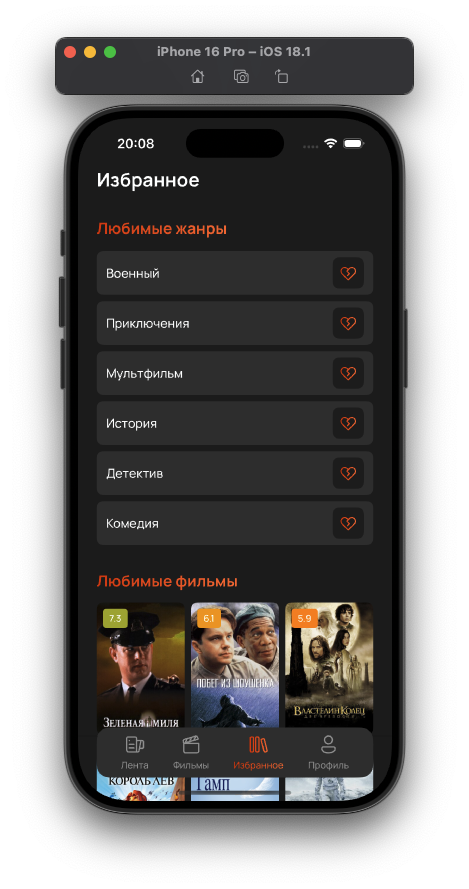 iPhone 16 Pro – iOS 18.1
20:08
Избранное
Любимые жанры
Военный
Приключения
Мультфильм
История
Детектив
Комедия
Любимые фильмы
7.3 6.1 5.9
ЗЕЛЕНАЯ МИЛЯ
ПОБЕГ ИЗ ШОУШЕНКА
ВЛАСТЕЛИН КОЛЕЦ
Лента Фильмы Избранное Профиль
КОРОЛЬ ЛЕВ
Гамп